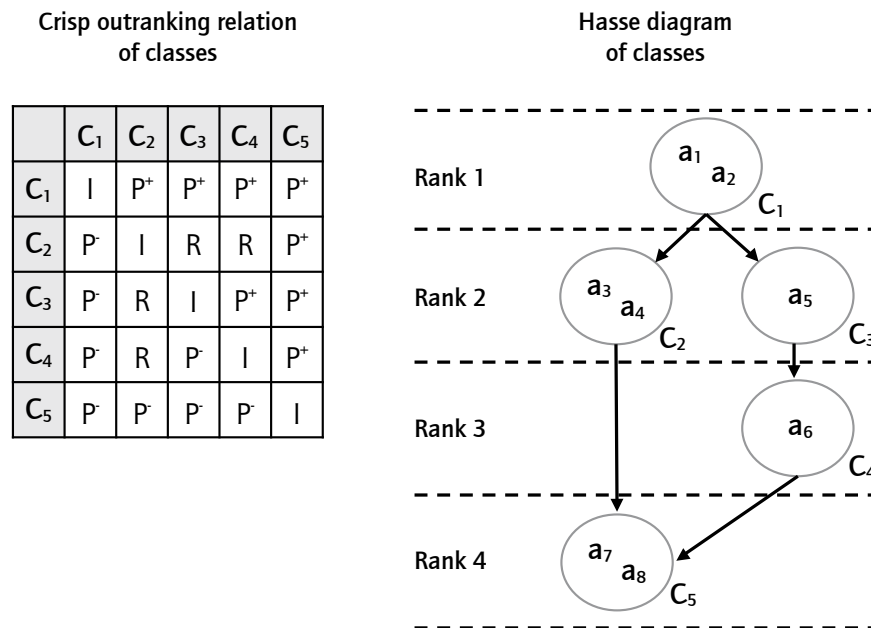 Crisp outranking relation
of classes
C₁ C₂ C₃ C₄ C₅
C₁ I P⁺ P⁺ P⁺ P⁺
C₂ P⁻ I R R P⁺
C₃ P⁻ R I P⁺ P⁺
C₄ P⁻ R P⁻ I P⁺
C₅ P⁻ P⁻ P⁻ P⁻ I
Hasse diagram
of classes
Rank 1
a₁
a₂
C₁
Rank 2
a₃
a₄
C₂
a₅
C₃
Rank 3
a₆
C₄
Rank 4
a₇
a₈
C₅